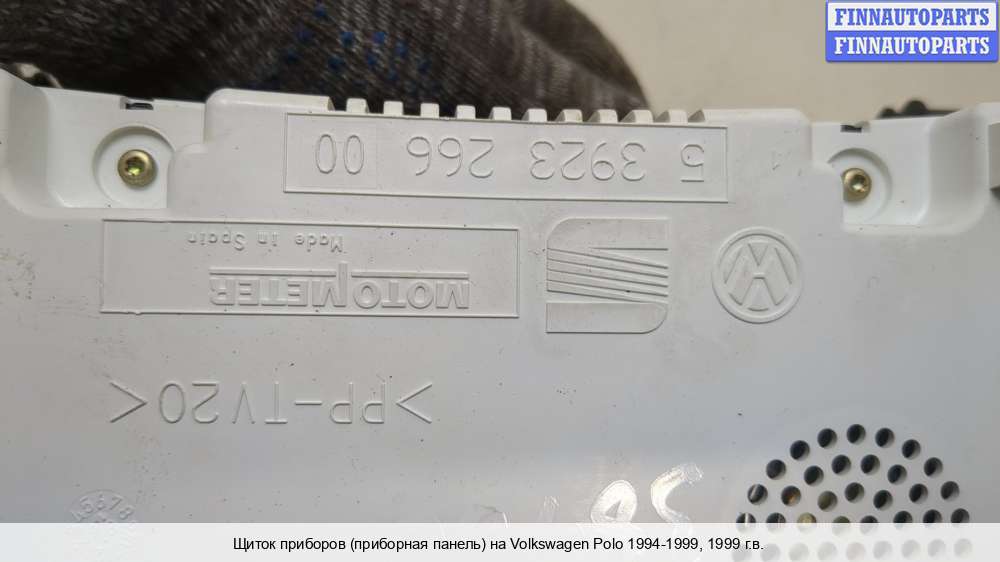 FINNAUTOPARTS
FINNAUTOPARTS
>PP-TV20<
MOTOMETER
Made in Spain
5 3923 266 00
Щиток приборов (приборная панель) на Volkswagen Polo 1994-1999, 1999 г.в.